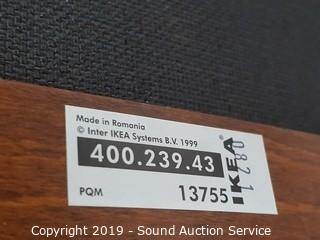 Made in Romania
© Inter IKEA Systems B.V. 1999
400.239.43
PQM
13755
IKEA
0821
Copyright 2019 - Sound Auction Service